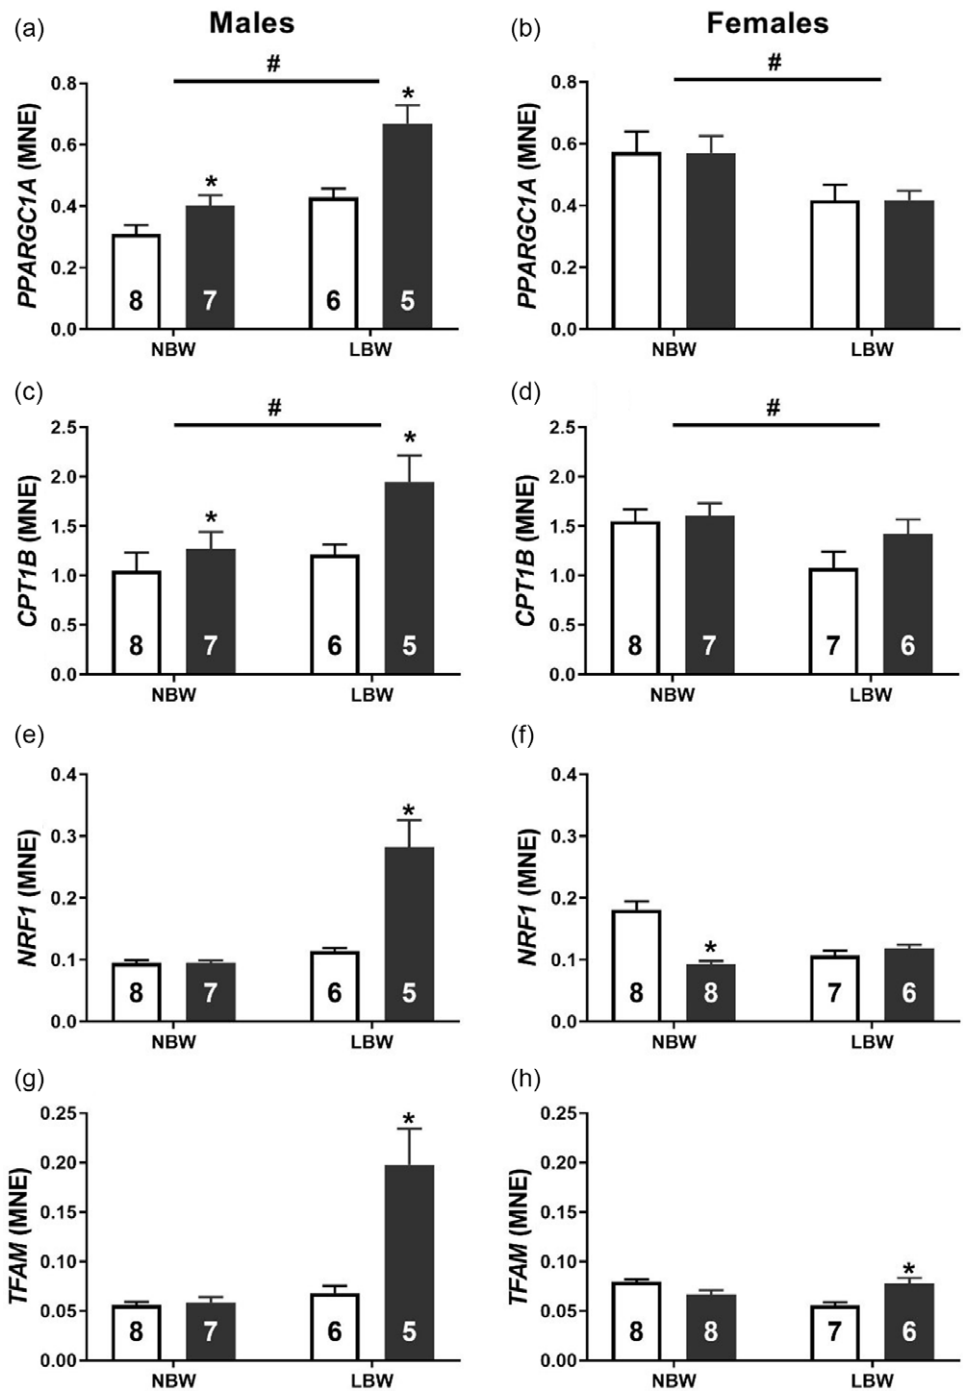 Males
Females
(a)
#
*
*
PPARGC1A (MNE)
0.8
0.6
0.4
0.2
0.0
8
7
6
5
NBW
LBW
(b)
#
PPARGC1A (MNE)
0.8
0.6
0.4
0.2
0.0
NBW
LBW
(c)
#
*
*
CPT1B (MNE)
2.5
2.0
1.5
1.0
0.5
0.0
8
7
6
5
NBW
LBW
(d)
#
CPT1B (MNE)
2.5
2.0
1.5
1.0
0.5
0.0
8
7
7
6
NBW
LBW
(e)
*
NRF1 (MNE)
0.4
0.3
0.2
0.1
0.0
8
7
6
5
NBW
LBW
(f)
*
NRF1 (MNE)
0.4
0.3
0.2
0.1
0.0
8
8
7
6
NBW
LBW
(g)
*
TFAM (MNE)
0.25
0.20
0.15
0.10
0.05
0.00
8
7
6
5
NBW
LBW
(h)
*
TFAM (MNE)
0.25
0.20
0.15
0.10
0.05
0.00
8
8
7
6
NBW
LBW